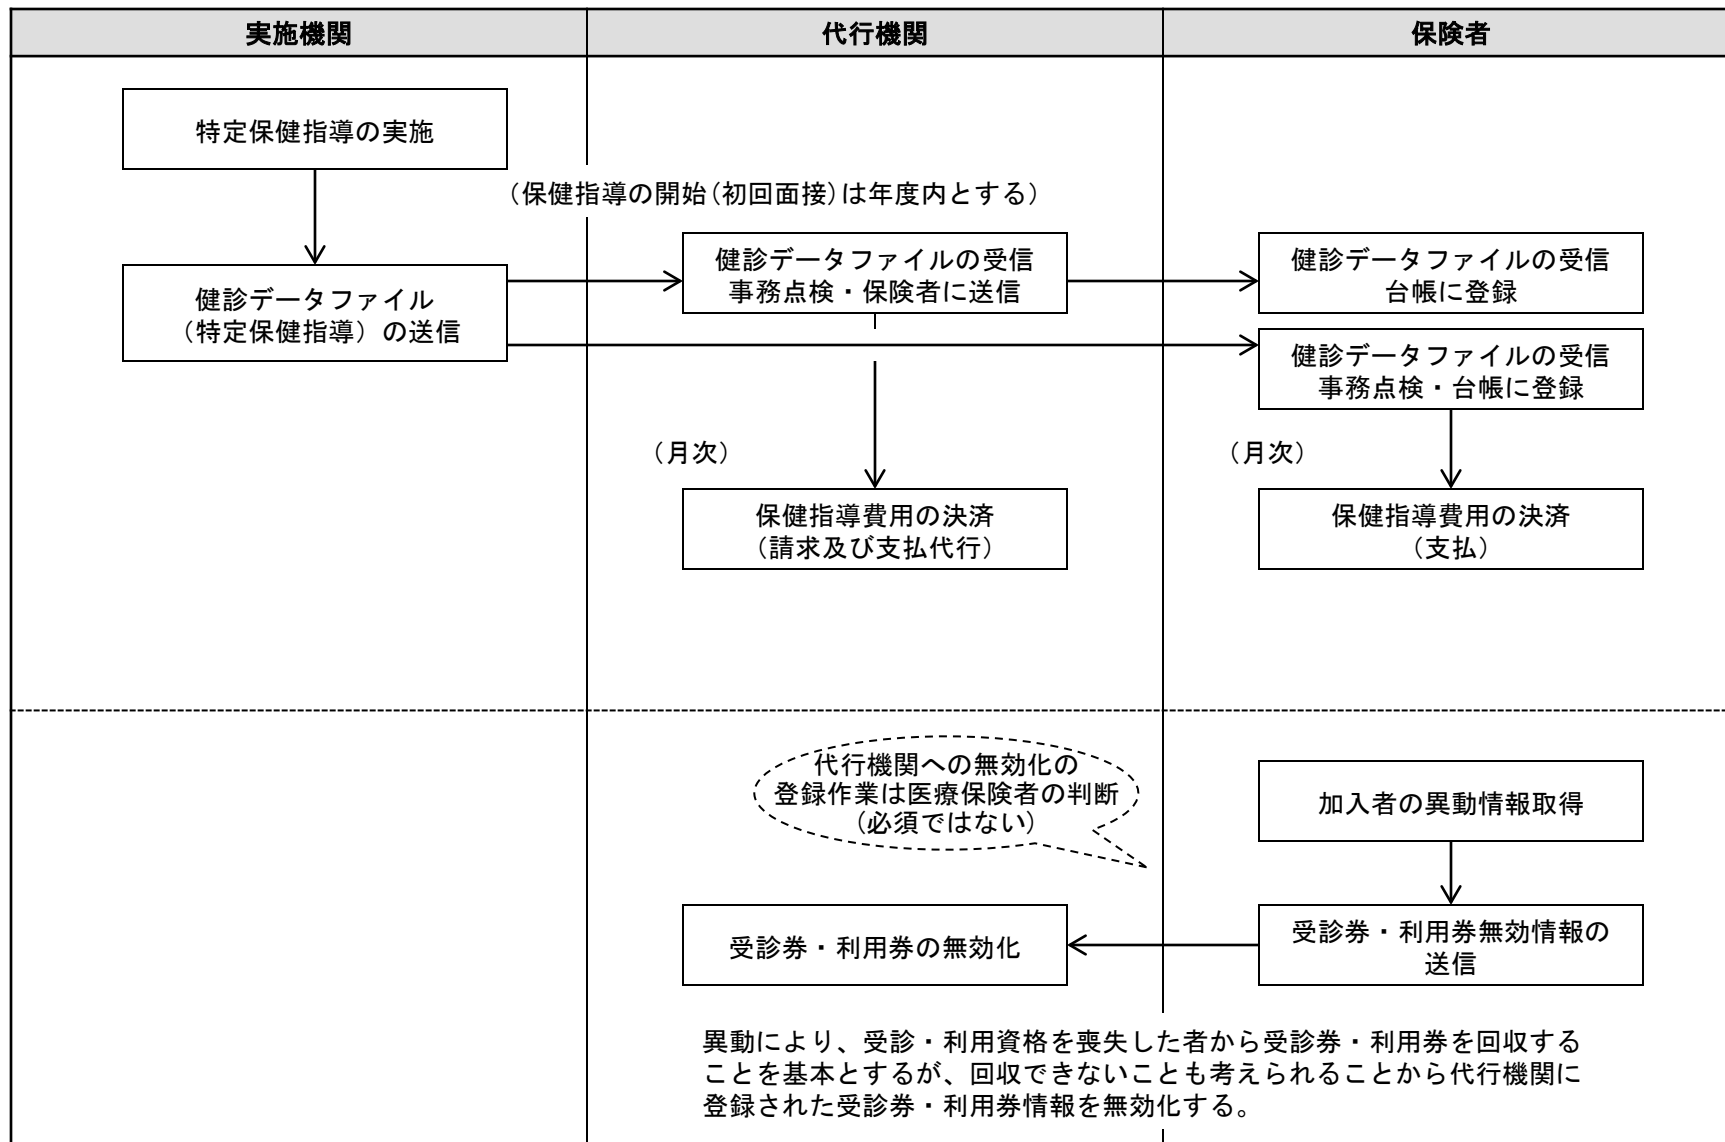 実施機関
代行機関
保険者
特定保健指導の実施
（保健指導の開始(初回面接)は年度内とする）
健診データファイル
（特定保健指導）の送信
健診データファイルの受信
事務点検・保険者に送信
健診データファイルの受信
台帳に登録
健診データファイルの受信
事務点検・台帳に登録
（月次）
（月次）
保健指導費用の決済
（請求及び支払代行）
保健指導費用の決済
（支払）
代行機関への無効化の
登録作業は医療保険者の判断
（必須ではない）
加入者の異動情報取得
受診券・利用券無効情報の
送信
受診券・利用券の無効化
異動により、受診・利用資格を喪失した者から受診券・利用券を回収する
ことを基本とするが、回収できないことも考えられることから代行機関に
登録された受診券・利用券情報を無効化する。